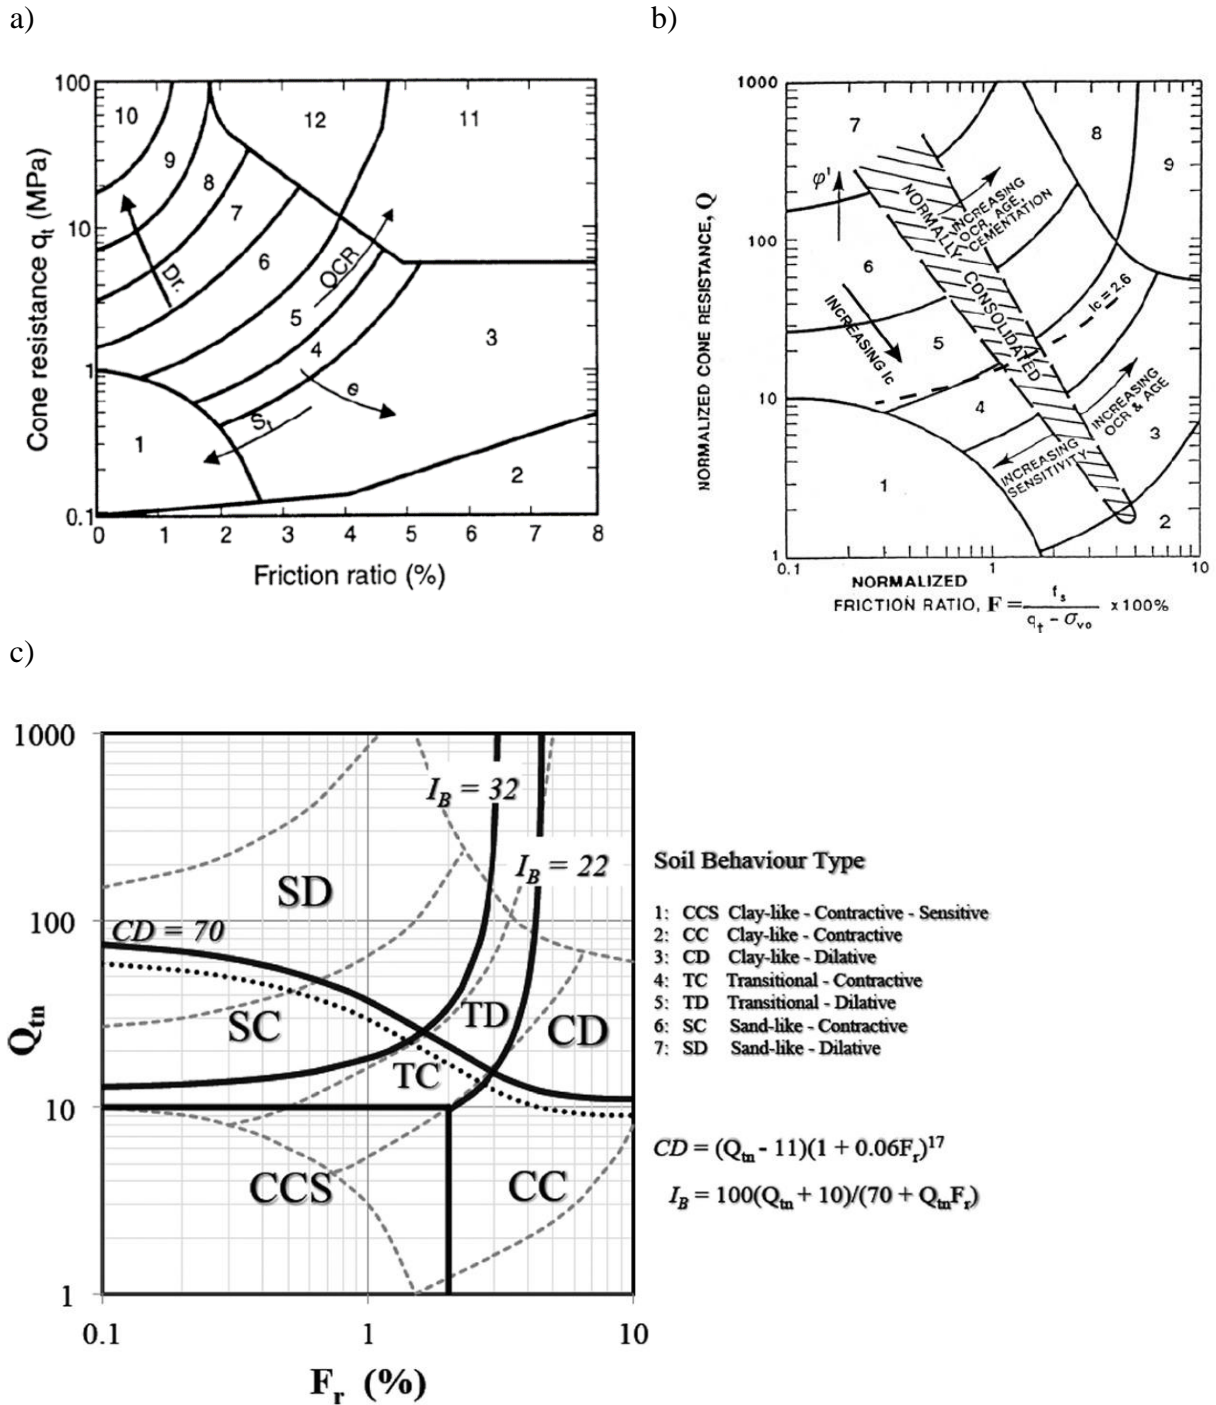 a)
b)
100
10
1
0.1
Cone resistance qt (MPa)
10
9
8
7
12
11
6
5
4
3
1
2
Dr.
OCR
e
St
0 1 2 3 4 5 6 7 8
Friction ratio (%)
1000
100
10
1
NORMALIZED CONE RESISTANCE, Q
7
8
9
φ'
6
5
4
3
1
2
NORMALLY CONSOLIDATED
INCREASING
OCR, AGE,
CEMENTATION
Ic = 2.6
INCREASING Ic
INCREASING
OCR & AGE
INCREASING
SENSITIVITY
0.1 1 10
NORMALIZED
FRICTION RATIO, F = fs / (qt - σvo) x 100%
c)
1000
100
10
1
Qtn
IB = 32
IB = 22
SD
CD = 70
SC
TD
CD
TC
CCS
CC
0.1 1 10
Fr (%)
Soil Behaviour Type
1: CCS Clay-like - Contractive - Sensitive
2: CC Clay-like - Contractive
3: CD Clay-like - Dilative
4: TC Transitional - Contractive
5: TD Transitional - Dilative
6: SC Sand-like - Contractive
7: SD Sand-like - Dilative
CD = (Qtn - 11)(1 + 0.06Fr)^17
IB = 100(Qtn + 10)/(70 + QtnFr)